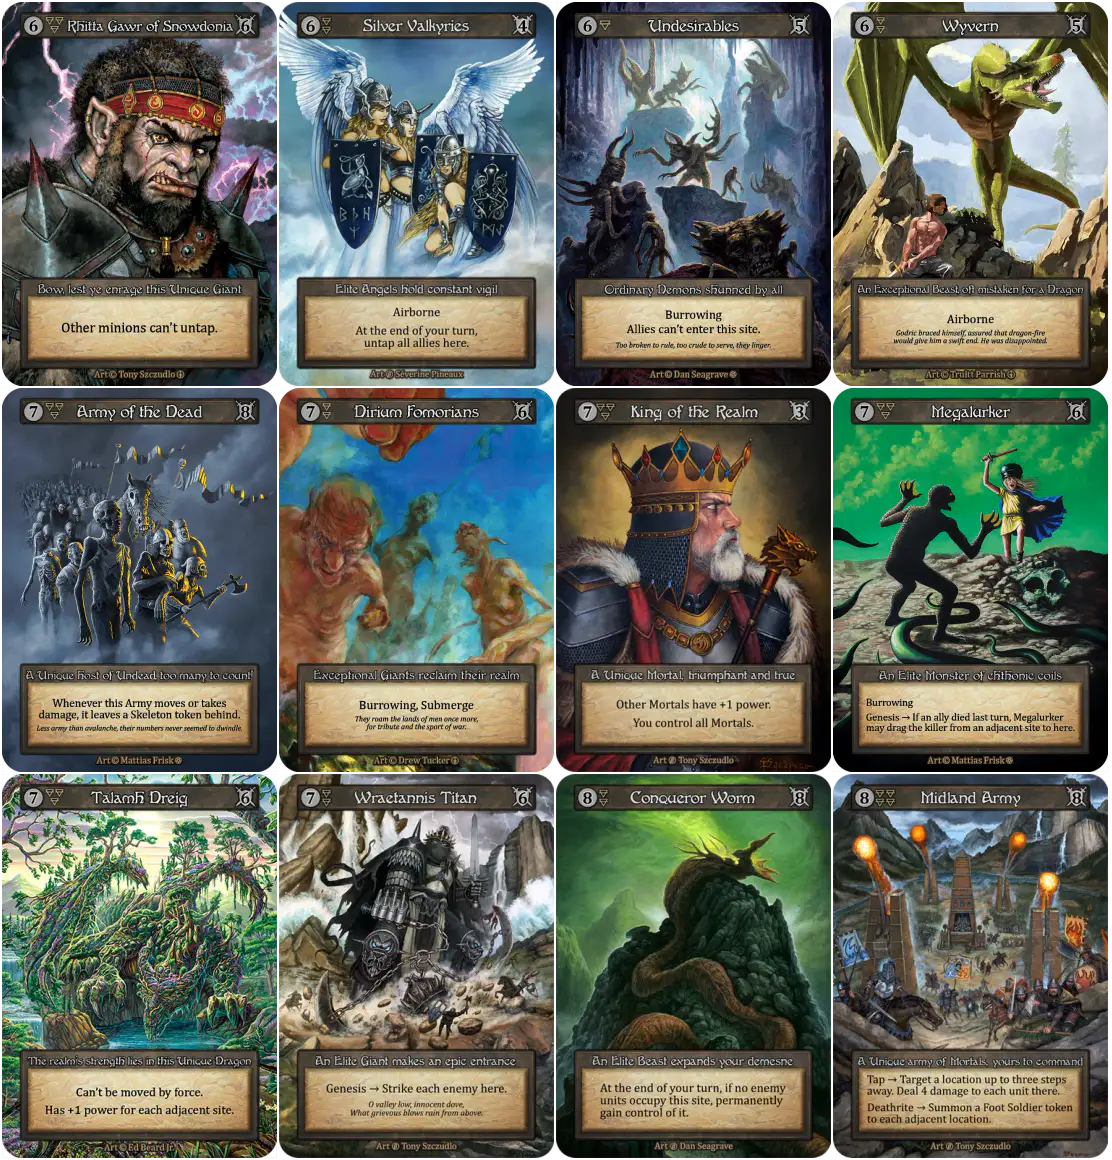 6 Rhitta Gawr of Snowdonia 6
Bow, lest ye enrage this Unique Giant
Other minions can't untap.
Art © Tony Szczudlo
6 Silver Valkyries 4
Elite Angels hold constant vigil
Airborne
At the end of your turn,
untap all allies here.
Art @ Séverine Pineaux
6 Undesirables 5
Ordinary Demons shunned by all
Burrowing
Allies can't enter this site.
Too broken to rule, too crude to serve, they linger.
Art © Dan Seagrave
6 Wyvern 5
An Exceptional Beast oft mistaken for a Dragon
Airborne
Godric braced himself, assured that dragon-fire
would give him a swift end. He was disappointed.
Art © Truitt Parrish
7 Army of the Dead 8
A Unique host of Undead too many to count!
Whenever this Army moves or takes
damage, it leaves a Skeleton token behind.
Less army than avalanche, their numbers never seemed to dwindle.
Art © Mattias Frisk
7 Dirium Fomorians 6
Exceptional Giants reclaim their realm
Burrowing, Submerge
They roam the lands of men once more,
for tribute and the sport of war.
Art © Drew Tucker
7 King of the Realm 3
A Unique Mortal, triumphant and true
Other Mortals have +1 power.
You control all Mortals.
Art @ Tony Szczudlo
7 Megalurker 6
An Elite Monster of chthonic coils
Burrowing
Genesis → If an ally died last turn, Megalurker
may drag the killer from an adjacent site to here.
Art © Mattias Frisk
7 Talamh Dreig 6
The realm's strength lies in this Unique Dragon
Can't be moved by force.
Has +1 power for each adjacent site.
Art © Ed Beard Jr.
7 Wraetannis Titan 6
An Elite Giant makes an epic entrance
Genesis → Strike each enemy here.
O valley low, innocent dove,
What grievous blows rain from above.
Art @ Tony Szczudlo
8 Conqueror Worm 8
An Elite Beast expands your demesne
At the end of your turn, if no enemy
units occupy this site, permanently
gain control of it.
Art @ Dan Seagrave
8 Midland Army 8
A Unique army of Mortals, yours to command
Tap → Target a location up to three steps
away. Deal 4 damage to each unit there.
Deathrite → Summon a Foot Soldier token
to each adjacent location.
Art @ Tony Szczudlo